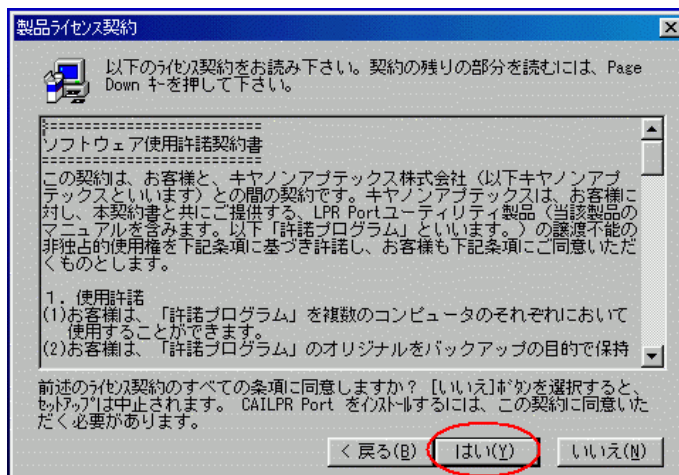 製品ライセンス契約
以下のライセンス契約をお読み下さい。契約の残りの部分を読むには、Page
Down キーを押して下さい。
==========================
ソフトウェア使用許諾契約書
==========================
この契約は、お客様と、キヤノンアプテックス株式会社（以下キヤノンアプ
テックスといいます）との間の契約です。キヤノンアプテックスは、お客様に
対し、本契約書と共にご提供する、LPR Portユーティリティ製品（当該製品の
マニュアルを含みます。以下「許諾プログラム」といいます。）の譲渡不能の
非独占的使用権を下記条項に基づき許諾し、お客様も下記条項にご同意いただ
くものとします。
１．使用許諾
(1)お客様は、「許諾プログラム」を複数のコンピュータのそれぞれにおいて
使用することができます。
(2)お客様は、「許諾プログラム」のオリジナルをバックアップの目的で保持
前述のライセンス契約のすべての条項に同意しますか？ [いいえ]ボタンを選択すると、
セットアップは中止されます。 CAILPR Port をインストールするには、この契約に同意いた
だく必要があります。
< 戻る(B) はい(Y) いいえ(N)